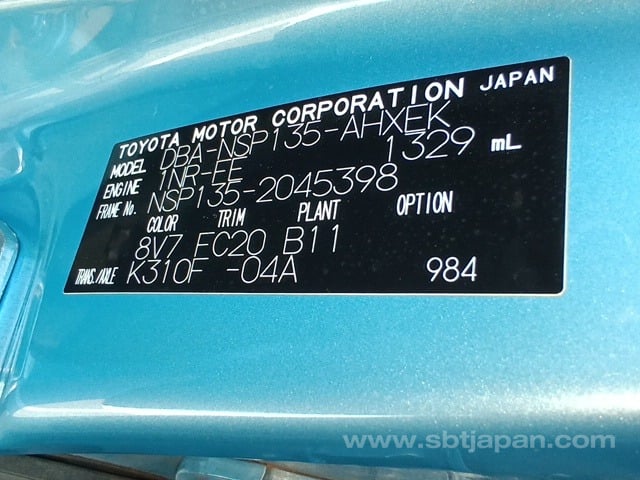 TOYOTA MOTOR CORPORATION JAPAN
MODEL DBA-NSP135-AHXEK
ENGINE 1NR-FE 1329 mL
FRAME No. NSP135-2045398
COLOR TRIM PLANT OPTION
8V7 FC20 B11
TRANS./AXLE K310F -04A 984
www.sbtjapan.com